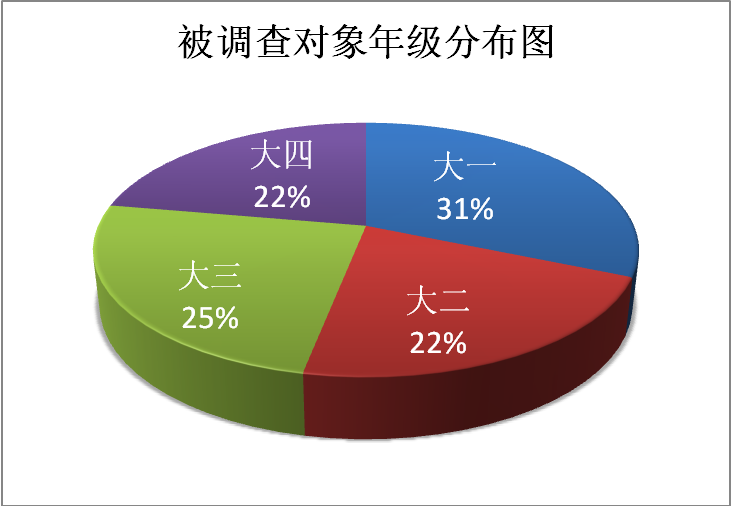 被调查对象年级分布图
大四
22%
大一
31%
大三
25%
大二
22%